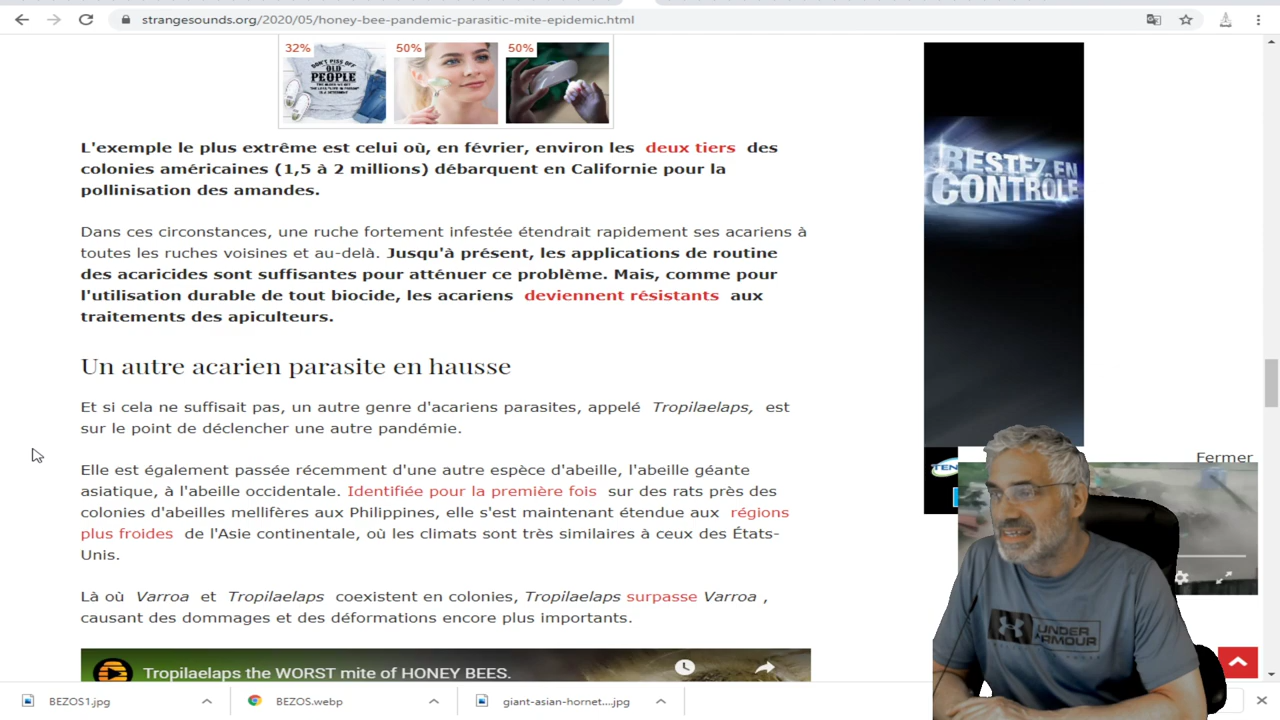 strangesounds.org/2020/05/honey-bee-pandemic-parasitic-mite-epidemic.html
32%
50%
50%
DON'T PISS OFF
OLD
PEOPLE
L'exemple le plus extrême est celui où, en février, environ les deux tiers des
colonies américaines (1,5 à 2 millions) débarquent en Californie pour la
pollinisation des amandes.
Dans ces circonstances, une ruche fortement infestée étendrait rapidement ses acariens à
toutes les ruches voisines et au-delà. Jusqu'à présent, les applications de routine
des acaricides sont suffisantes pour atténuer ce problème. Mais, comme pour
l'utilisation durable de tout biocide, les acariens deviennent résistants aux
traitements des apiculteurs.
Un autre acarien parasite en hausse
Et si cela ne suffisait pas, un autre genre d'acariens parasites, appelé Tropilaelaps, est
sur le point de déclencher une autre pandémie.
Elle est également passée récemment d'une autre espèce d'abeille, l'abeille géante
asiatique, à l'abeille occidentale. Identifiée pour la première fois sur des rats près des
colonies d'abeilles mellifères aux Philippines, elle s'est maintenant étendue aux régions
plus froides de l'Asie continentale, où les climats sont très similaires à ceux des États-
Unis.
Là où Varroa et Tropilaelaps coexistent en colonies, Tropilaelaps surpasse Varroa ,
causant des dommages et des déformations encore plus importants.
Tropilaelaps the WORST mite of HONEY BEES.
RESTEZ EN
CONTRÔLE
TEN
Fermer
UNDER
ARMOUR
BEZOS1.jpg
BEZOS.webp
giant-asian-hornet....jpg